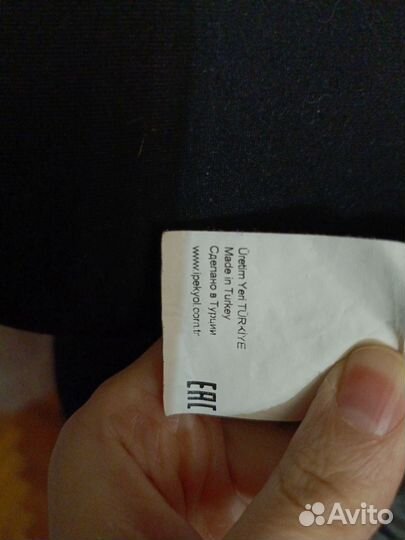 Üretim Yeri TÜRKİYE
Made in Turkey
Сделано в Турции
www.ipekyol.com.tr
EAC
Avito